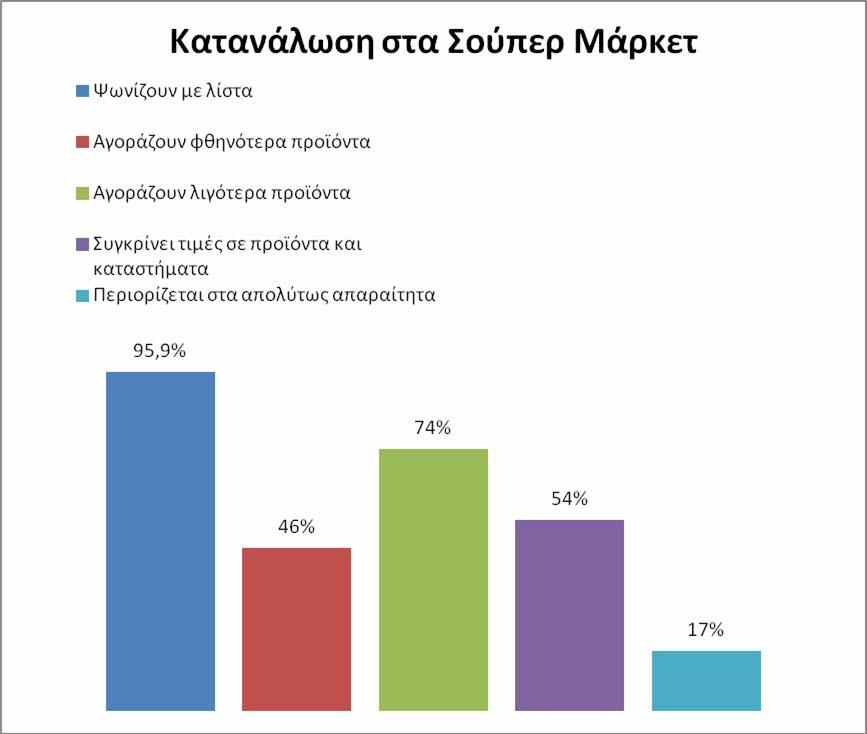 Κατανάλωση στα Σούπερ Μάρκετ
Ψωνίζουν με λίστα
Αγοράζουν φθηνότερα προϊόντα
Αγοράζουν λιγότερα προϊόντα
Συγκρίνει τιμές σε προϊόντα και
καταστήματα
Περιορίζεται στα απολύτως απαραίτητα
95,9%
46%
74%
54%
17%